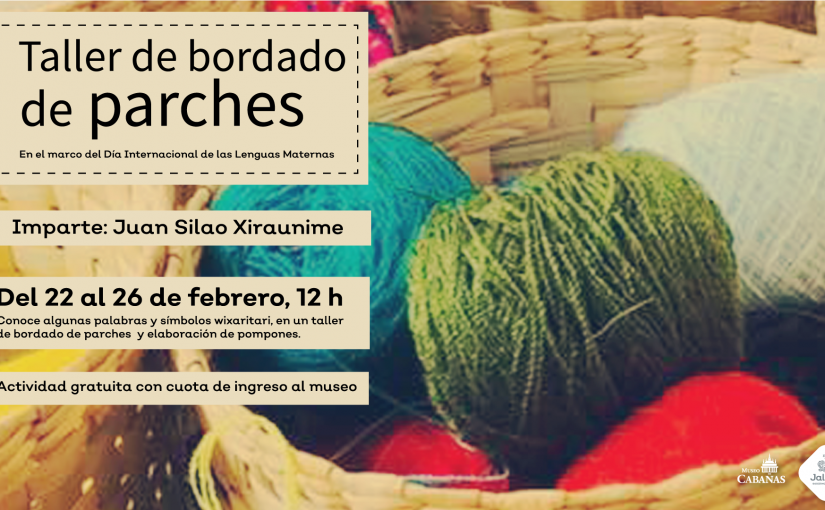 Taller de bordado
de parches
En el marco del Día Internacional de las Lenguas Maternas
Imparte: Juan Silao Xiraunime
Del 22 al 26 de febrero, 12 h
Conoce algunas palabras y símbolos wixaritari, en un taller
de bordado de parches y elaboración de pompones.
Actividad gratuita con cuota de ingreso al museo
MUSEO
CABAÑAS